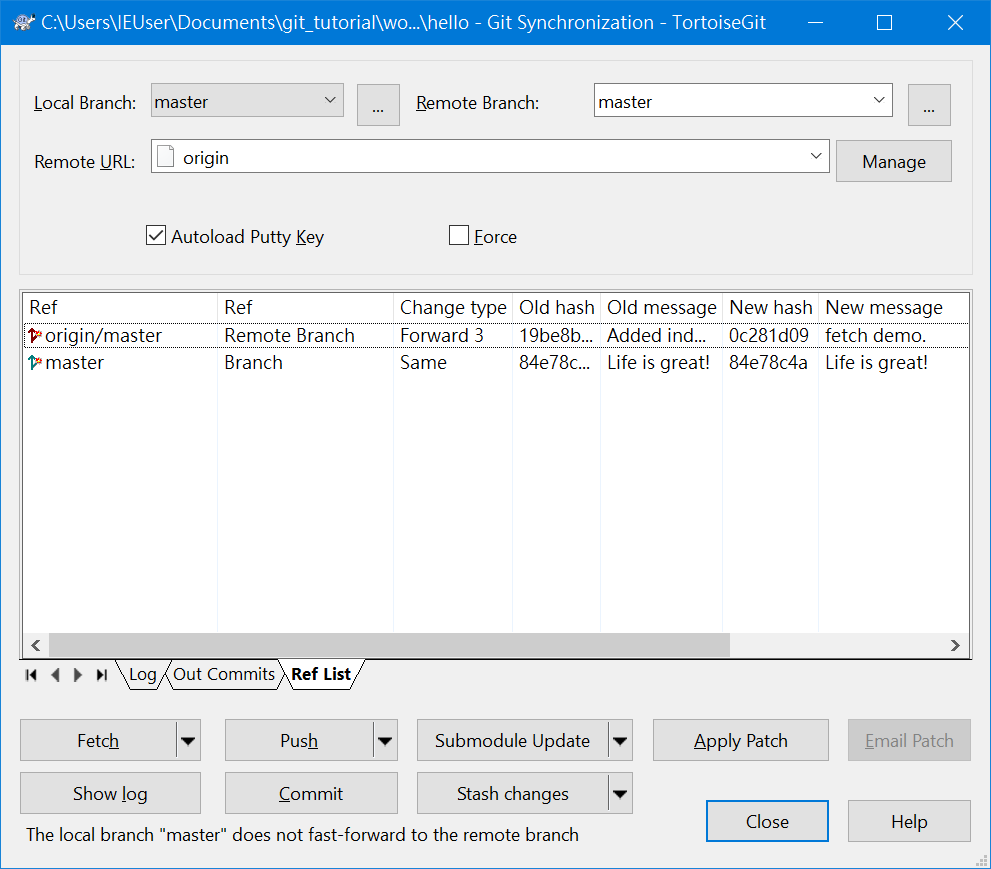 C:\Users\IEUser\Documents\git_tutorial\wo...\hello - Git Synchronization - TortoiseGit
Local Branch: master ... Remote Branch: master ...
Remote URL: origin Manage
Autoload Putty Key Force
Ref Ref Change type Old hash Old message New hash New message
origin/master Remote Branch Forward 3 19be8b... Added ind... 0c281d09 fetch demo.
master Branch Same 84e78c... Life is great! 84e78c4a Life is great!
Log Out Commits Ref List
Fetch Push Submodule Update Apply Patch Email Patch
Show log Commit Stash changes
Close Help
The local branch "master" does not fast-forward to the remote branch